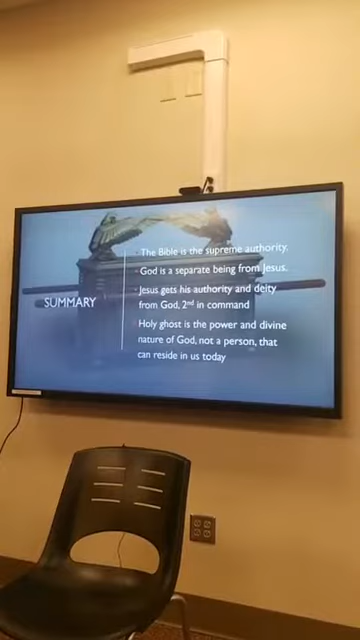 SUMMARY
The Bible is the supreme authority.
God is a separate being from Jesus.
Jesus gets his authority and deity
from God, 2nd in command
Holy ghost is the power and divine
nature of God, not a person, that
can reside in us today